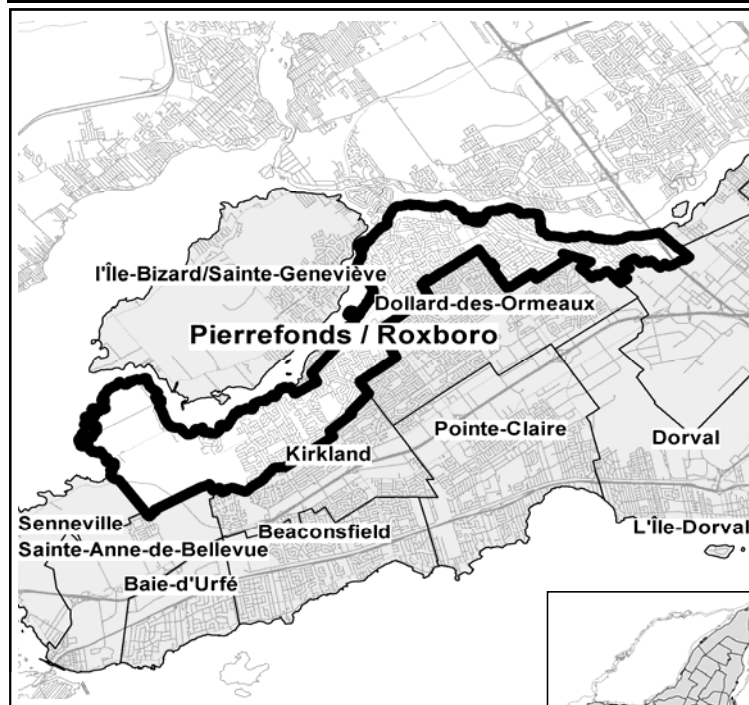 l'Île-Bizard/Sainte-Geneviève
Dollard-des-Ormeaux
Pierrefonds / Roxboro
Pointe-Claire
Dorval
Kirkland
Senneville
Beaconsfield
L'Île-Dorval
Sainte-Anne-de-Bellevue
Baie-d'Urfé